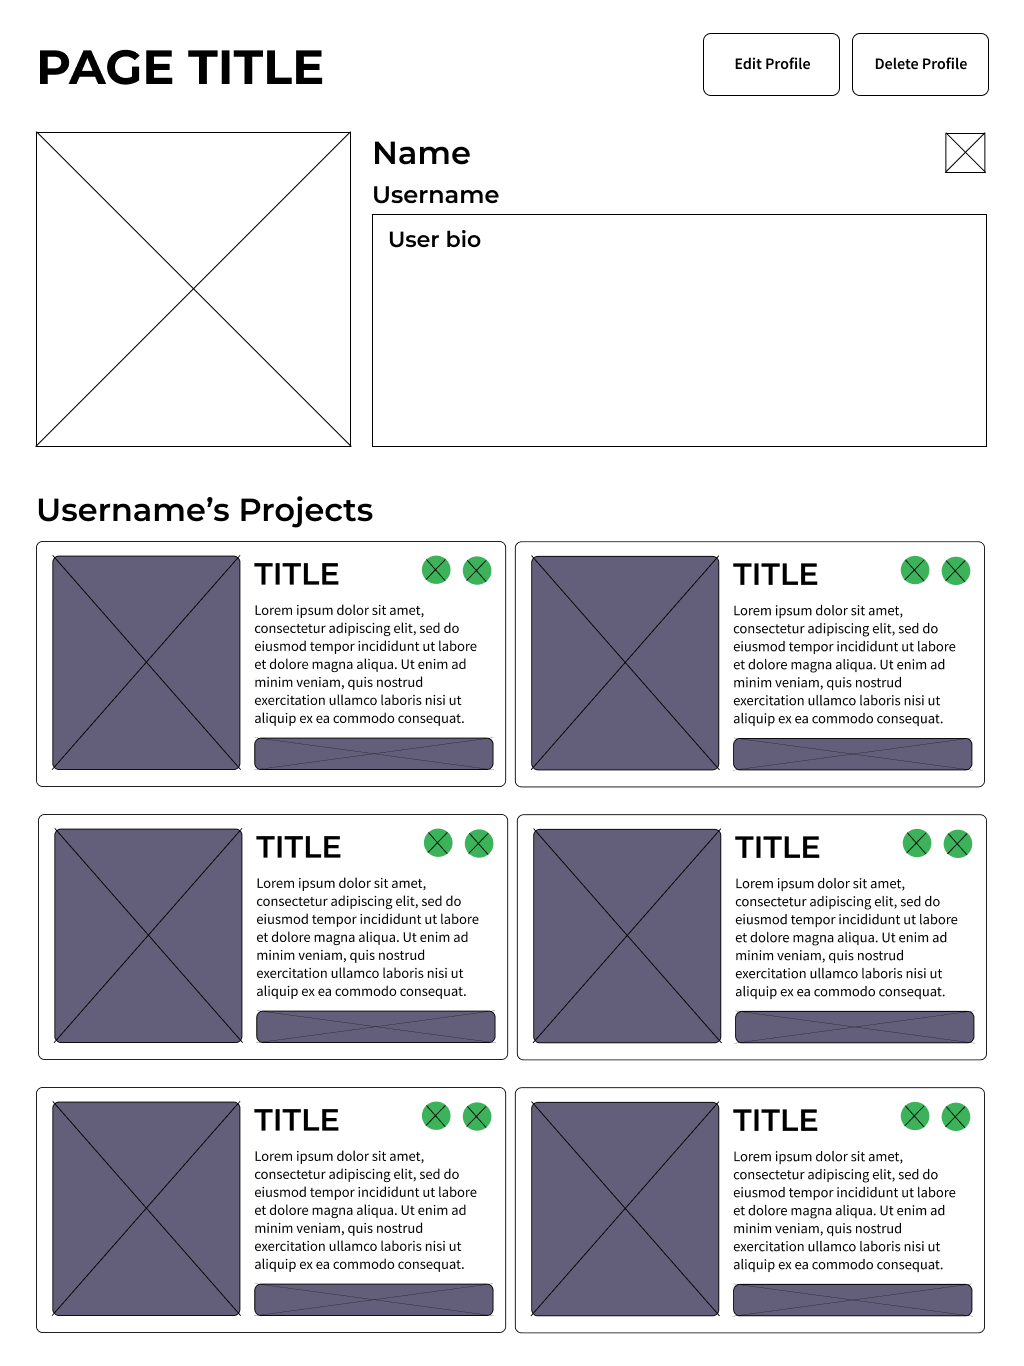 PAGE TITLE
Edit Profile
Delete Profile
Name
Username
User bio
Username’s Projects
TITLE
Lorem ipsum dolor sit amet,
consectetur adipiscing elit, sed do
eiusmod tempor incididunt ut labore
et dolore magna aliqua. Ut enim ad
minim veniam, quis nostrud
exercitation ullamco laboris nisi ut
aliquip ex ea commodo consequat.
TITLE
Lorem ipsum dolor sit amet,
consectetur adipiscing elit, sed do
eiusmod tempor incididunt ut labore
et dolore magna aliqua. Ut enim ad
minim veniam, quis nostrud
exercitation ullamco laboris nisi ut
aliquip ex ea commodo consequat.
TITLE
Lorem ipsum dolor sit amet,
consectetur adipiscing elit, sed do
eiusmod tempor incididunt ut labore
et dolore magna aliqua. Ut enim ad
minim veniam, quis nostrud
exercitation ullamco laboris nisi ut
aliquip ex ea commodo consequat.
TITLE
Lorem ipsum dolor sit amet,
consectetur adipiscing elit, sed do
eiusmod tempor incididunt ut labore
et dolore magna aliqua. Ut enim ad
minim veniam, quis nostrud
exercitation ullamco laboris nisi ut
aliquip ex ea commodo consequat.
TITLE
Lorem ipsum dolor sit amet,
consectetur adipiscing elit, sed do
eiusmod tempor incididunt ut labore
et dolore magna aliqua. Ut enim ad
minim veniam, quis nostrud
exercitation ullamco laboris nisi ut
aliquip ex ea commodo consequat.
TITLE
Lorem ipsum dolor sit amet,
consectetur adipiscing elit, sed do
eiusmod tempor incididunt ut labore
et dolore magna aliqua. Ut enim ad
minim veniam, quis nostrud
exercitation ullamco laboris nisi ut
aliquip ex ea commodo consequat.